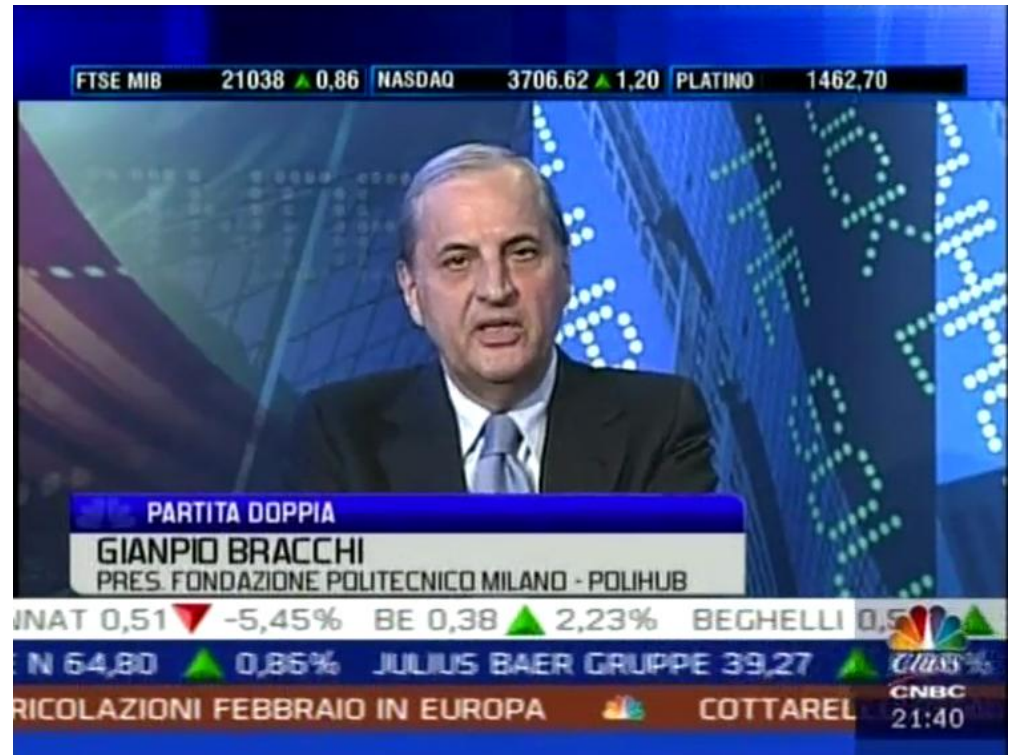 FTSE MIB 21038 ▲ 0,86 NASDAQ 3706.62 ▲ 1,20 PLATINO 1462,70
PARTITA DOPPIA
GIANPIO BRACCHI
PRES. FONDAZIONE POLITECNICO MILANO - POLIHUB
NNAT 0,51 ▼ -5,45% BE 0,38 ▲ 2,23% BEGHELLI ▲
N 64,80 ▲ 0,86% JULIUS BAER GRUPPE 39,27 ▲ %
Class
CNBC
RICOLAZIONI FEBBRAIO IN EUROPA COTTAREL
21:40